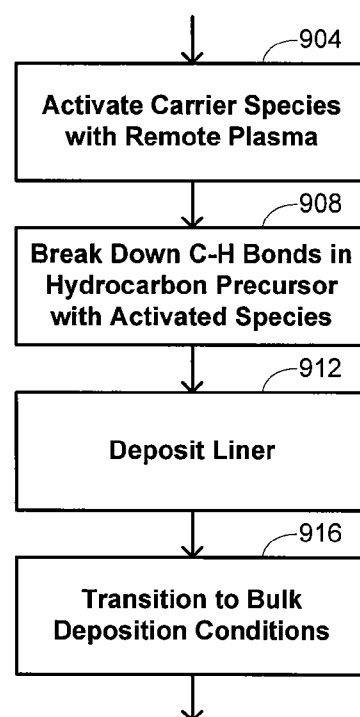 904
Activate Carrier Species
with Remote Plasma
908
Break Down C-H Bonds in
Hydrocarbon Precursor
with Activated Species
912
Deposit Liner
916
Transition to Bulk
Deposition Conditions